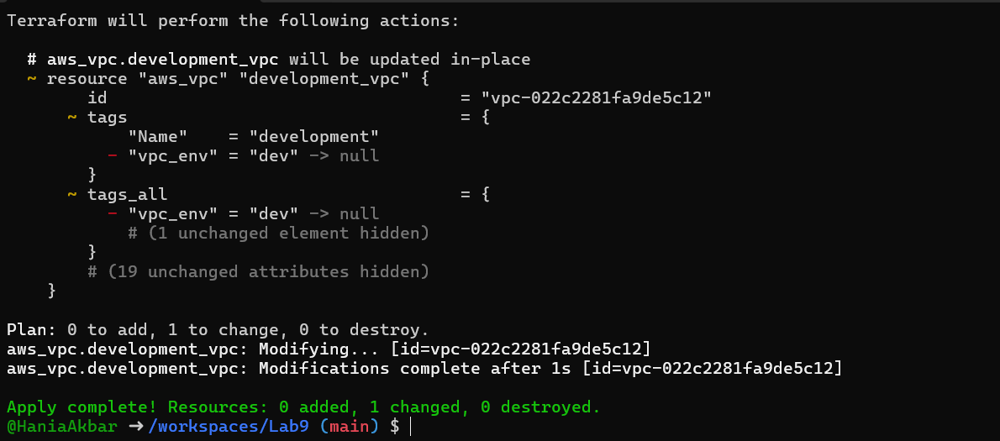 Terraform will perform the following actions:

  # aws_vpc.development_vpc will be updated in-place
  ~ resource "aws_vpc" "development_vpc" {
        id                                   = "vpc-022c2281fa9de5c12"
      ~ tags                                 = {
            "Name"    = "development"
          - "vpc_env" = "dev" -> null
        }
      ~ tags_all                             = {
          - "vpc_env" = "dev" -> null
            # (1 unchanged element hidden)
        }
        # (19 unchanged attributes hidden)
    }

Plan: 0 to add, 1 to change, 0 to destroy.
aws_vpc.development_vpc: Modifying... [id=vpc-022c2281fa9de5c12]
aws_vpc.development_vpc: Modifications complete after 1s [id=vpc-022c2281fa9de5c12]

Apply complete! Resources: 0 added, 1 changed, 0 destroyed.
@HaniaAkbar ➜ /workspaces/Lab9 (main) $